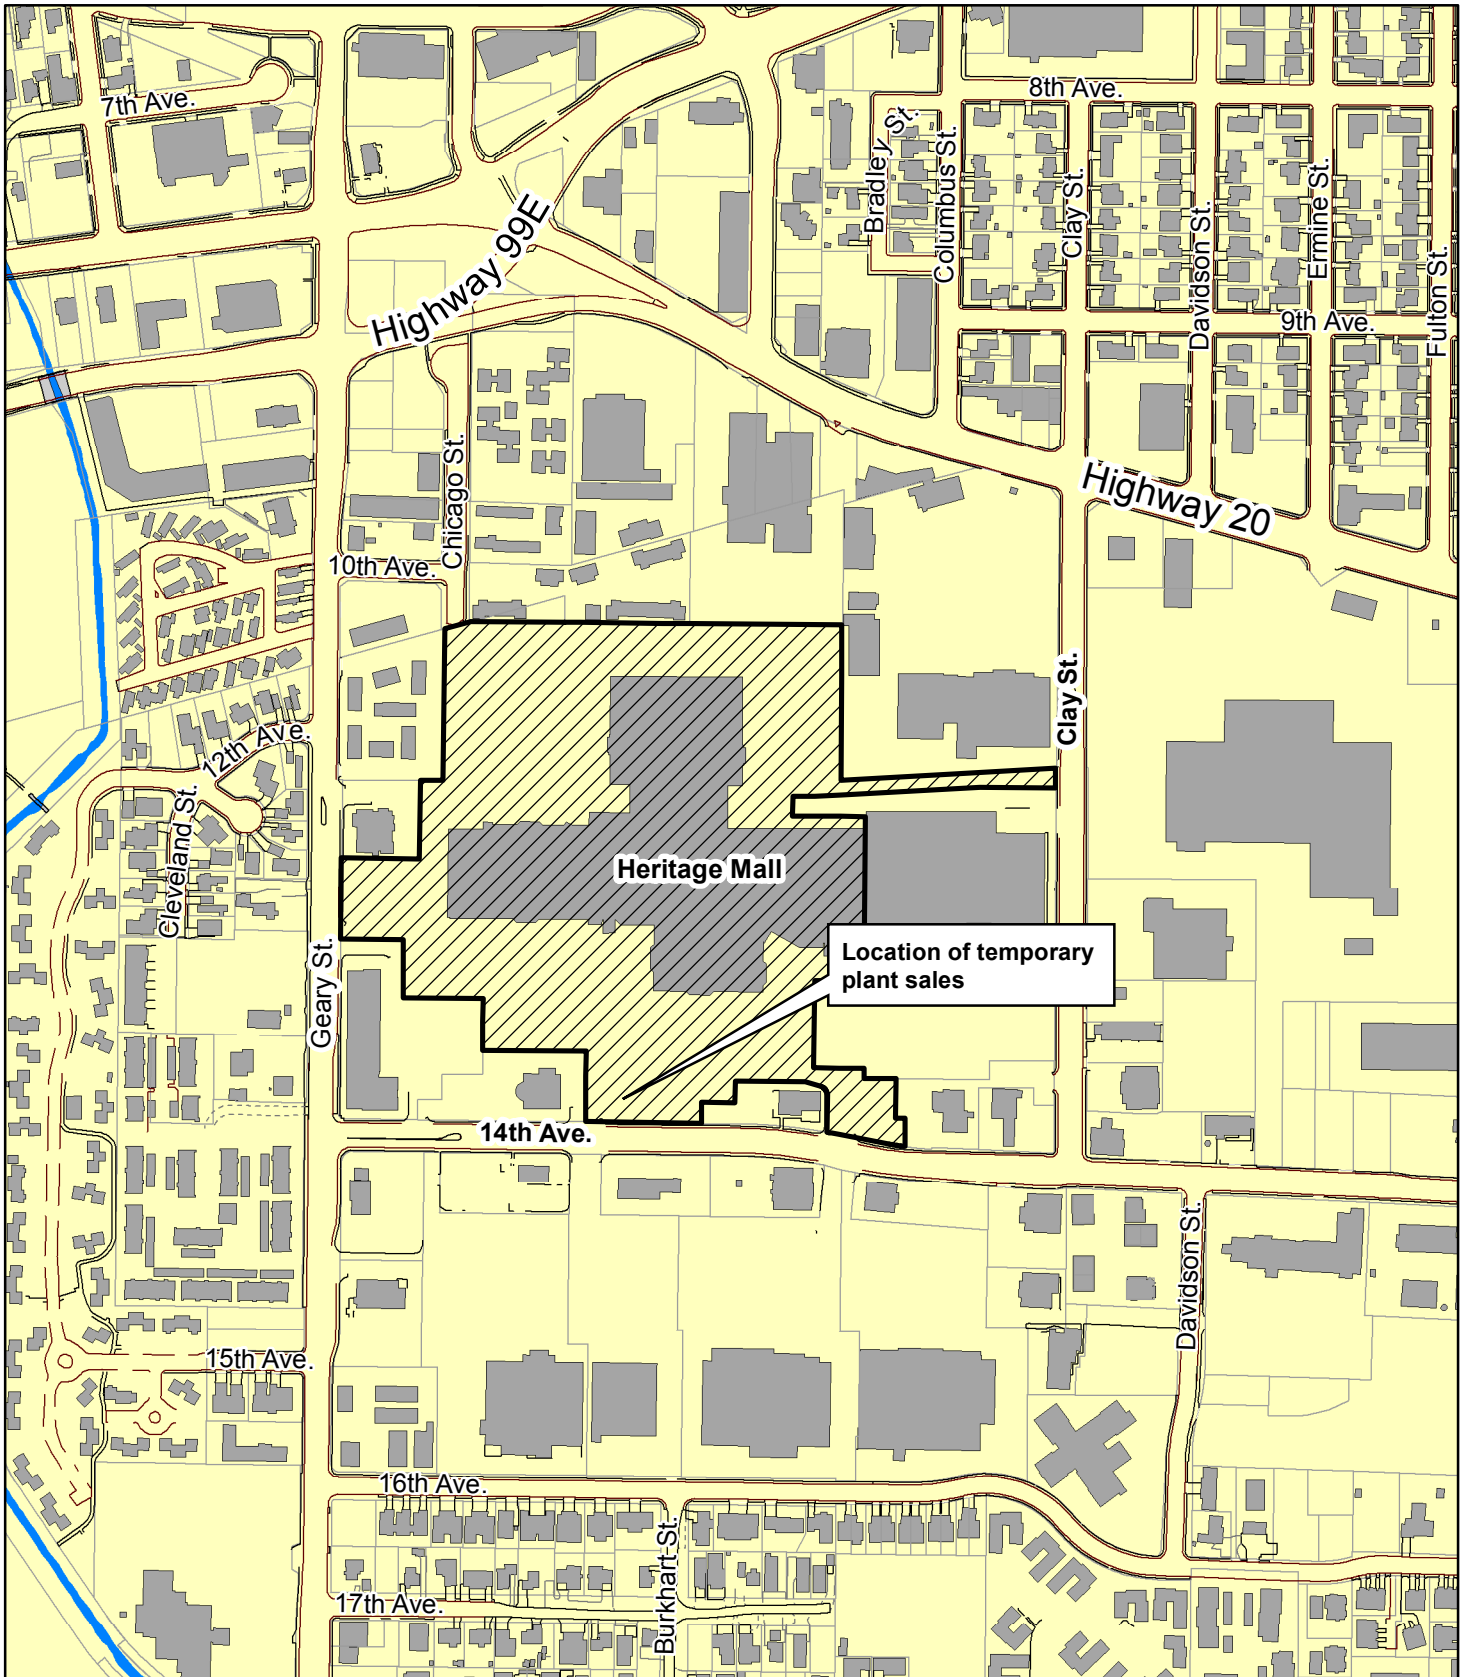 8th Ave.
7th Ave.
Bradley St.
Columbus St.
Clay St.
Davidson St.
Ermine St.
Fulton St.
Highway 99E
9th Ave.
Chicago St.
Highway 20
10th Ave.
Clay St.
12th Ave.
Cleveland St.
Heritage Mall
Geary St.
Location of temporary
plant sales
14th Ave.
Davidson St.
15th Ave.
16th Ave.
Burkhart St.
17th Ave.